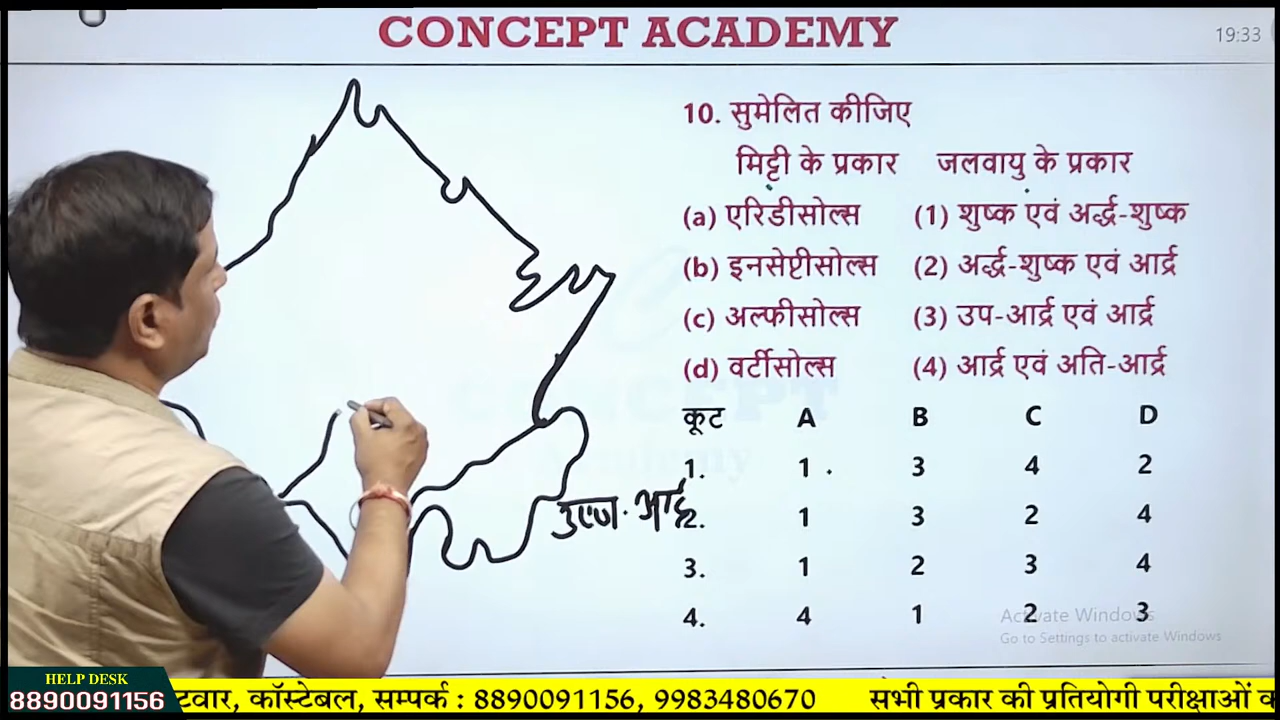 CONCEPT ACADEMY
19:33
10. सुमेलित कीजिए
मिट्टी के प्रकार जलवायु के प्रकार
(a) एरिडीसोल्स (1) शुष्क एवं अर्द्ध-शुष्क
(b) इनसेप्टीसोल्स (2) अर्द्ध-शुष्क एवं आर्द्र
(c) अल्फीसोल्स (3) उप-आर्द्र एवं आर्द्र
(d) वर्टीसोल्स (4) आर्द्र एवं अति-आर्द्र
कूट A B C D
1. 1 3 4 2
2. 1 3 2 4
3. 1 2 3 4
4. 4 1 2 3
Activate Windows
Go to Settings to activate Windows
HELP DESK
8890091156
टवार, कॉस्टेबल, सम्पर्क : 8890091156, 9983480670 सभी प्रकार की प्रतियोगी परीक्षाओं